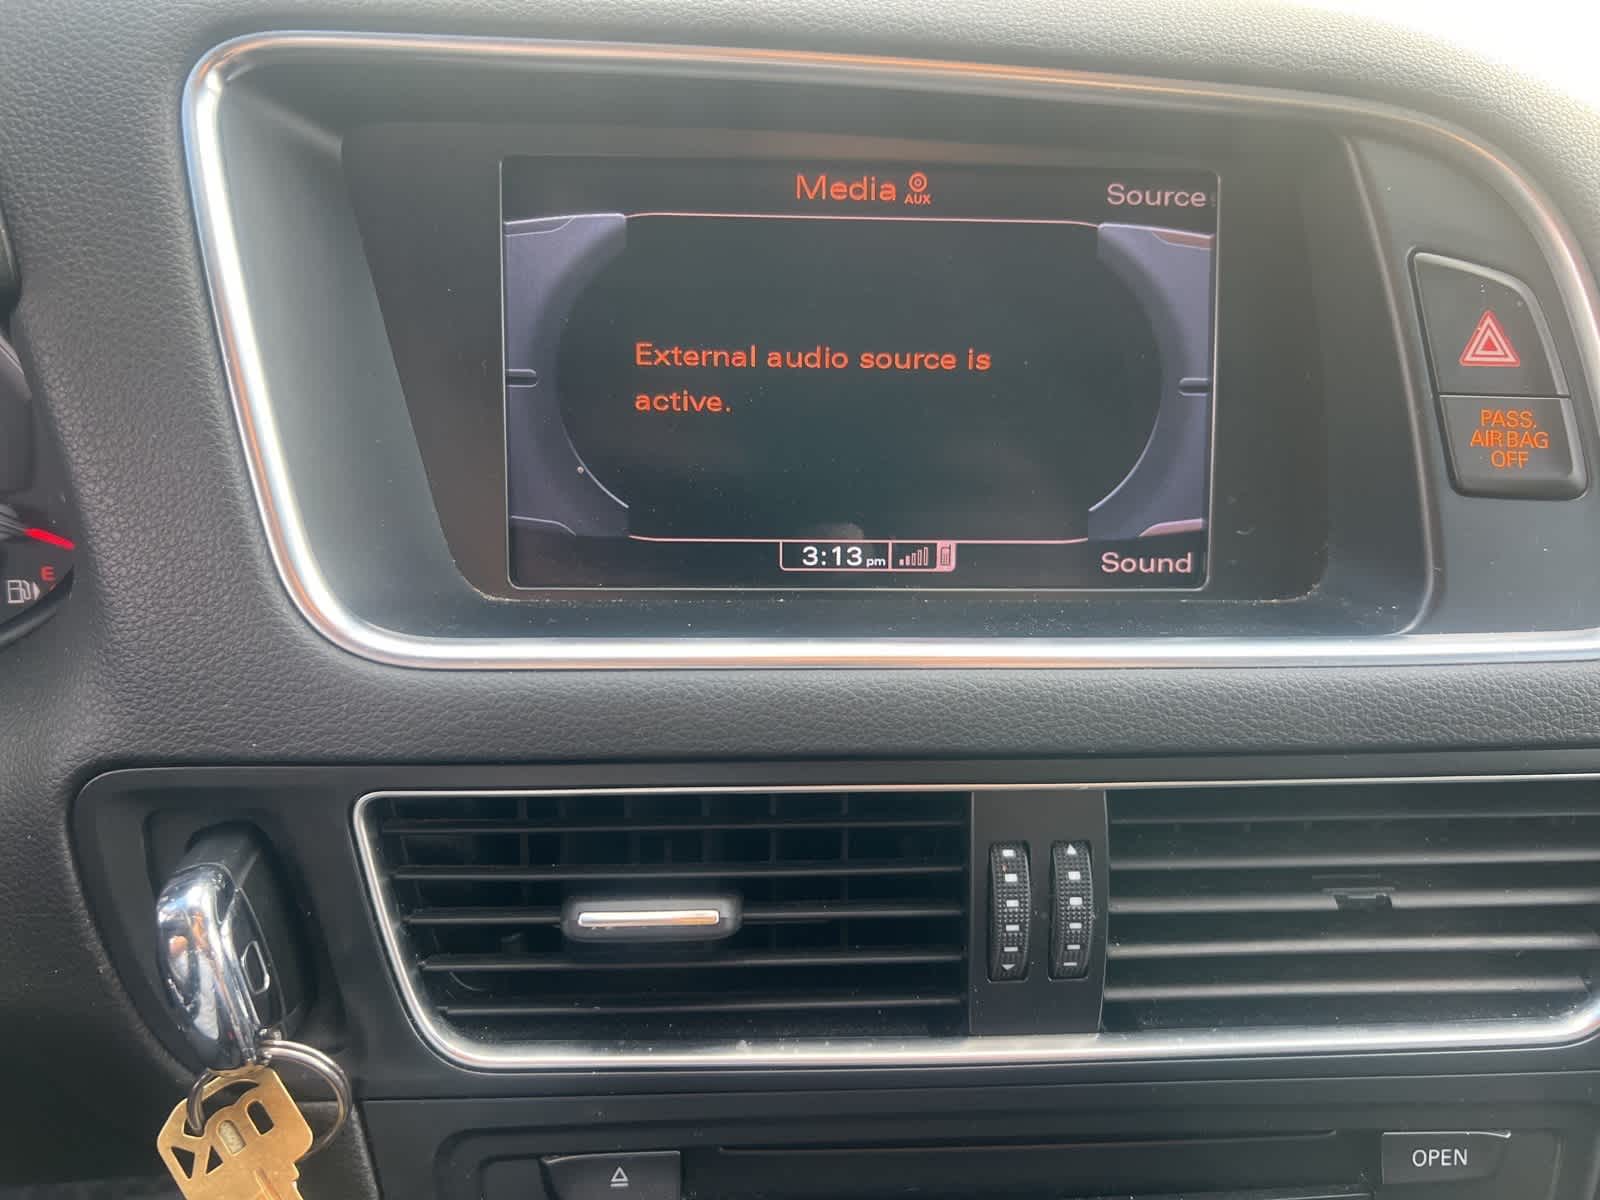 Media AUX
Source
External audio source is
active.
3:13 pm
Sound
PASS.
AIR BAG
OFF
E
OPEN